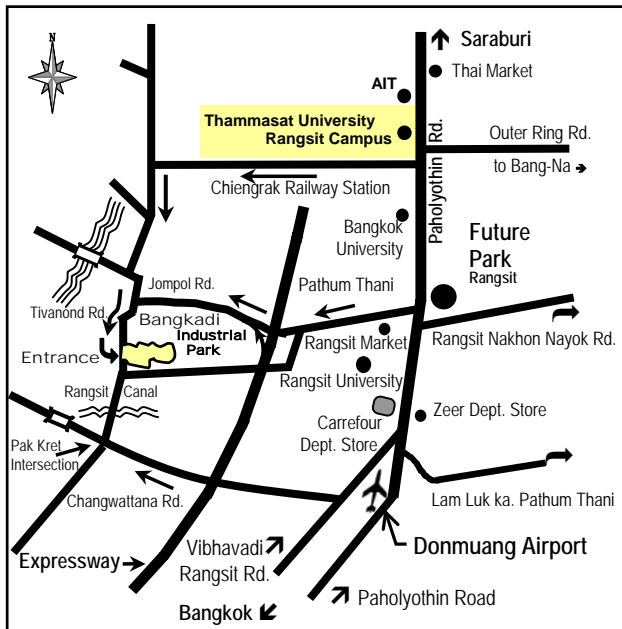 N
Saraburi
Thai Market
AIT
Thammasat University
Rangsit Campus
Paholyothin Rd.
Outer Ring Rd.
to Bang-Na
Chiengrak Railway Station
Bangkok
University
Future
Park
Rangsit
Jompol Rd.
Pathum Thani
Tivanond Rd.
Bangkadi
Industrial
Park
Rangsit Market
Rangsit Nakhon Nayok Rd.
Entrance
Rangsit University
Rangsit Canal
Carrefour
Dept. Store
Zeer Dept. Store
Pak Kret
Intersection
Changwattana Rd.
Lam Luk ka. Pathum Thani
Expressway
Vibhavadi
Rangsit Rd.
Donmuang Airport
Bangkok
Paholyothin Road